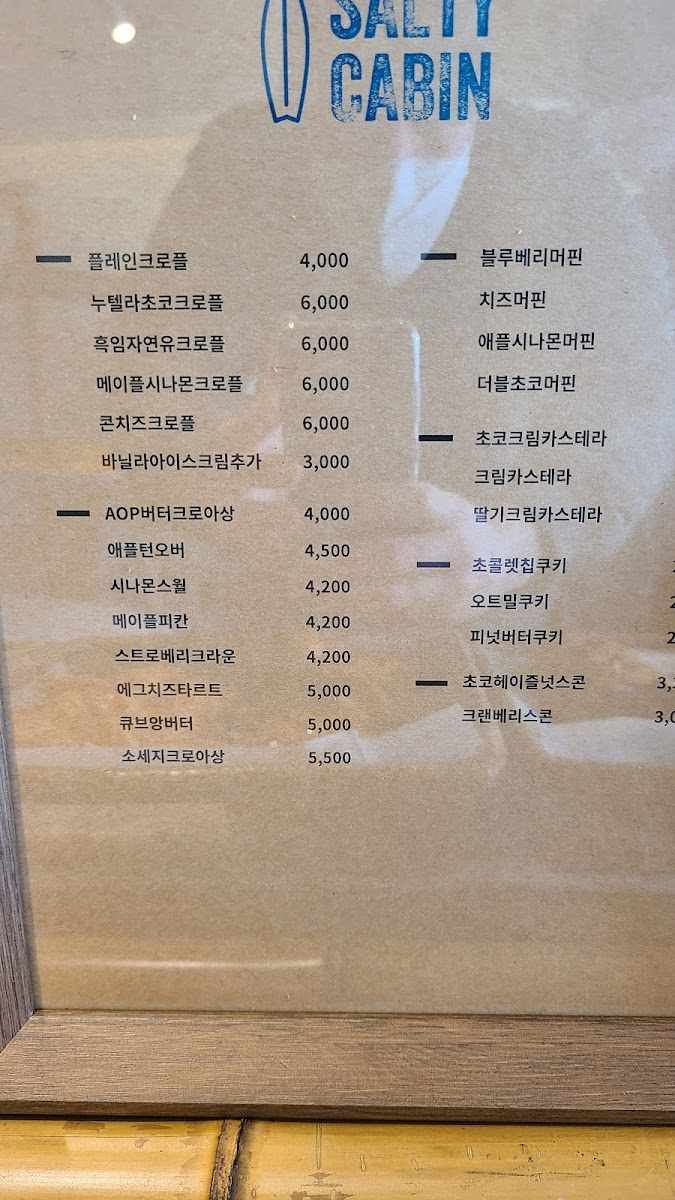 SALTY
CABIN
플레인크로플 4,000
누텔라초코크로플 6,000
흑임자연유크로플 6,000
메이플시나몬크로플 6,000
콘치즈크로플 6,000
바닐라아이스크림추가 3,000
AOP버터크로아상 4,000
애플턴오버 4,500
시나몬스월 4,200
메이플피칸 4,200
스트로베리크라운 4,200
에그치즈타르트 5,000
큐브앙버터 5,000
소세지크로아상 5,500
블루베리머핀
치즈머핀
애플시나몬머핀
더블초코머핀
초코크림카스테라
크림카스테라
딸기크림카스테라
초콜렛칩쿠키
오트밀쿠키
피넛버터쿠키
초코헤이즐넛스콘
크랜베리스콘